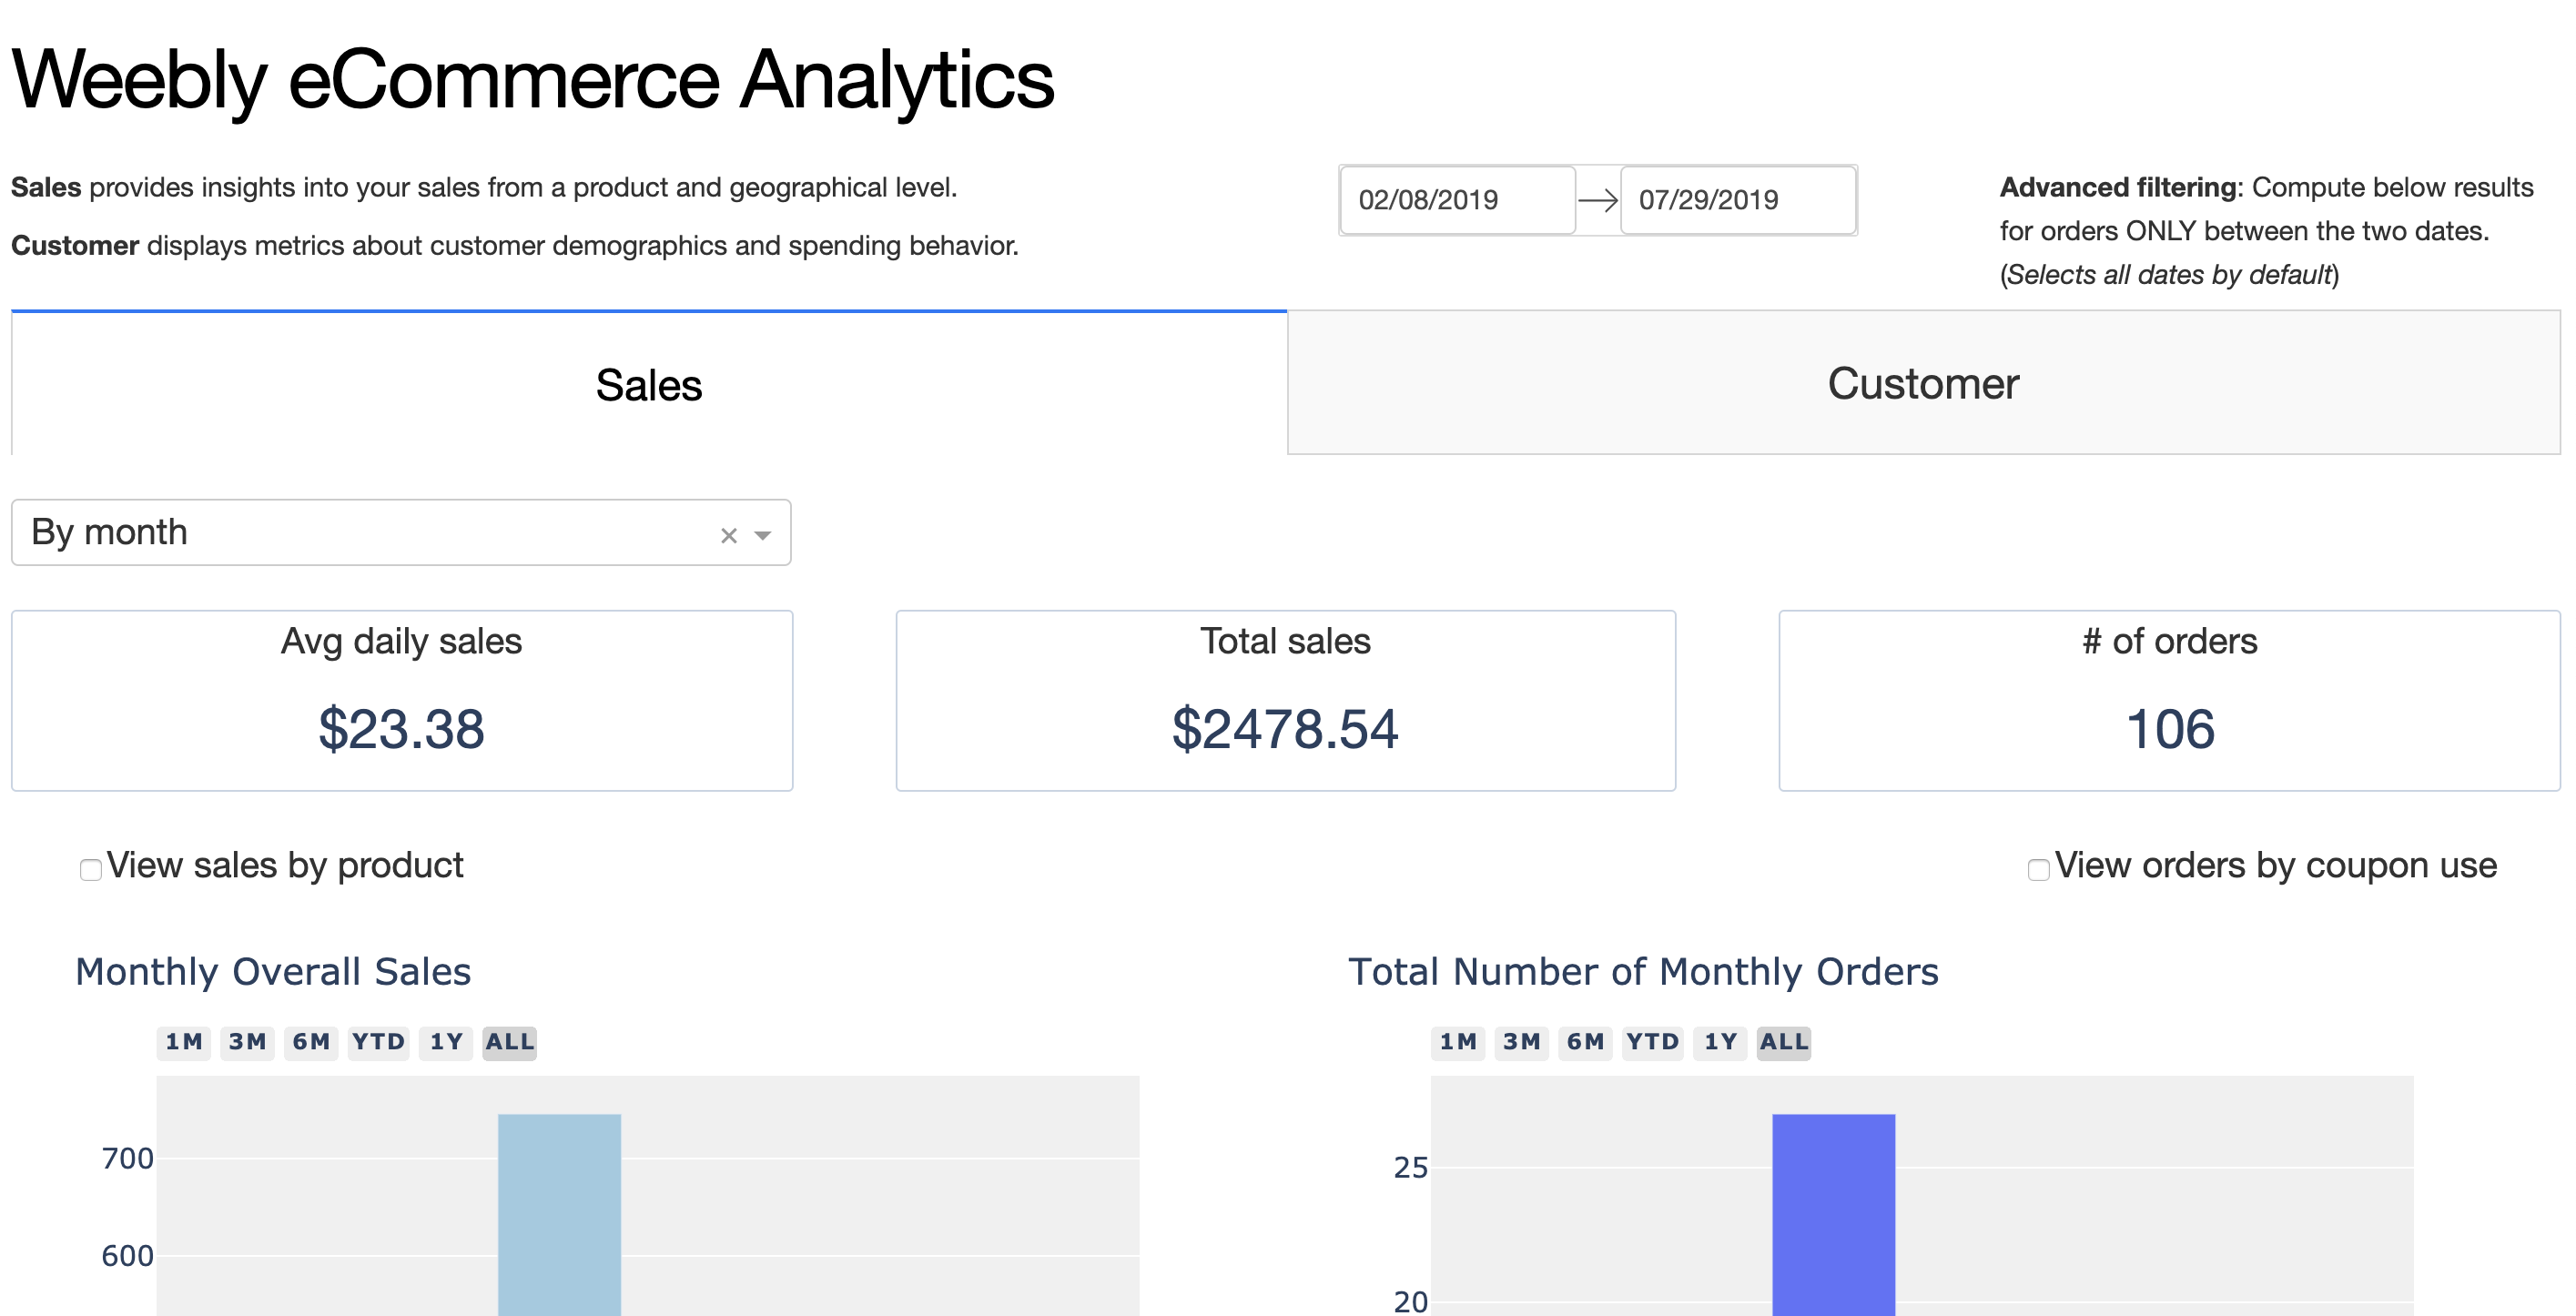 Weebly eCommerce Analytics
Sales provides insights into your sales from a product and geographical level.
Customer displays metrics about customer demographics and spending behavior.
02/08/2019
07/29/2019
Advanced filtering: Compute below results
for orders ONLY between the two dates.
(Selects all dates by default)
Sales
Customer
By month
Avg daily sales
$23.38
Total sales
$2478.54
# of orders
106
View sales by product
View orders by coupon use
Monthly Overall Sales
1M 3M 6M YTD 1Y ALL
700
600
Total Number of Monthly Orders
1M 3M 6M YTD 1Y ALL
25
20